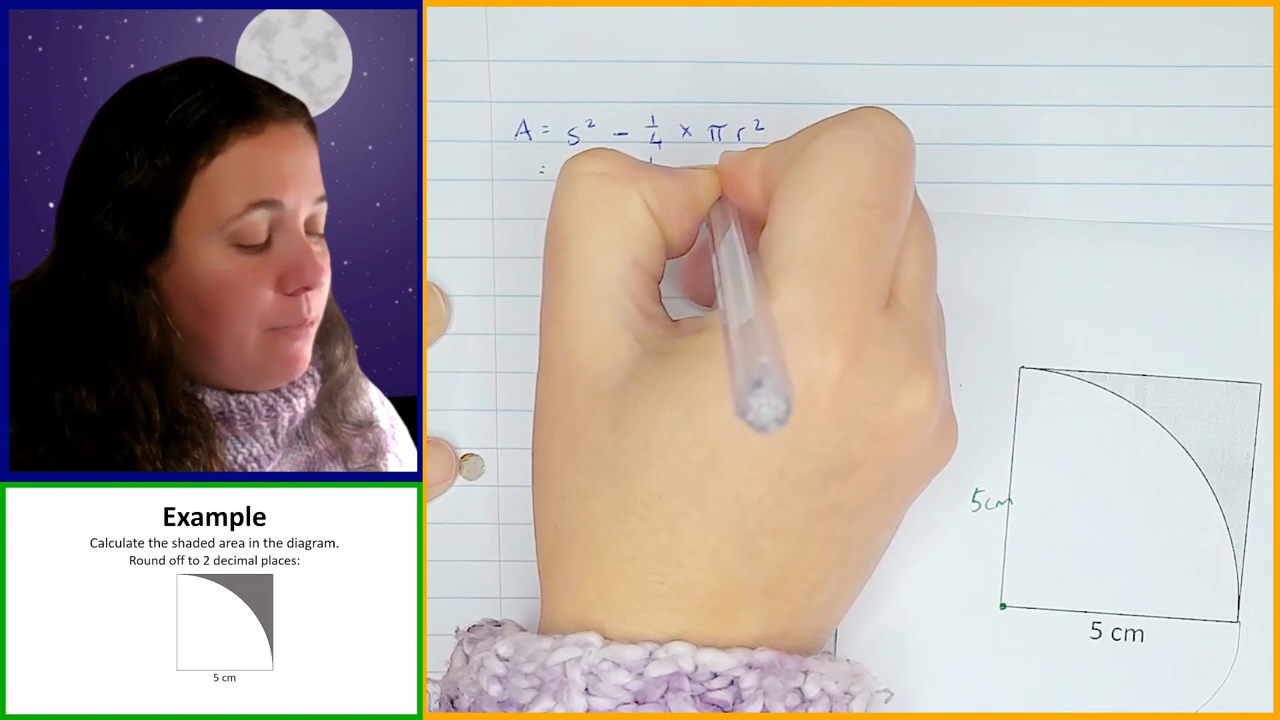 Example
Calculate the shaded area in the diagram.
Round off to 2 decimal places:
5 cm
A = s² - 1/4 × π r²
=
5cm
5 cm